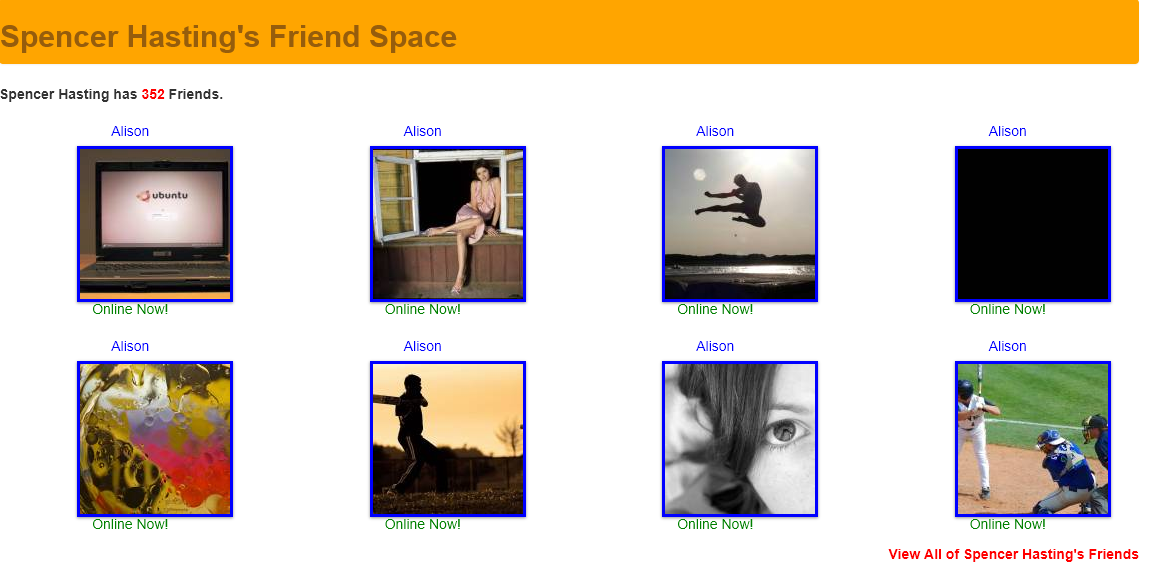 Spencer Hasting's Friend Space
Spencer Hasting has 352 Friends.
Alison Alison Alison Alison
ubuntu
Online Now! Online Now! Online Now! Online Now!
Alison Alison Alison Alison
Online Now! Online Now! Online Now! Online Now!
View All of Spencer Hasting's Friends